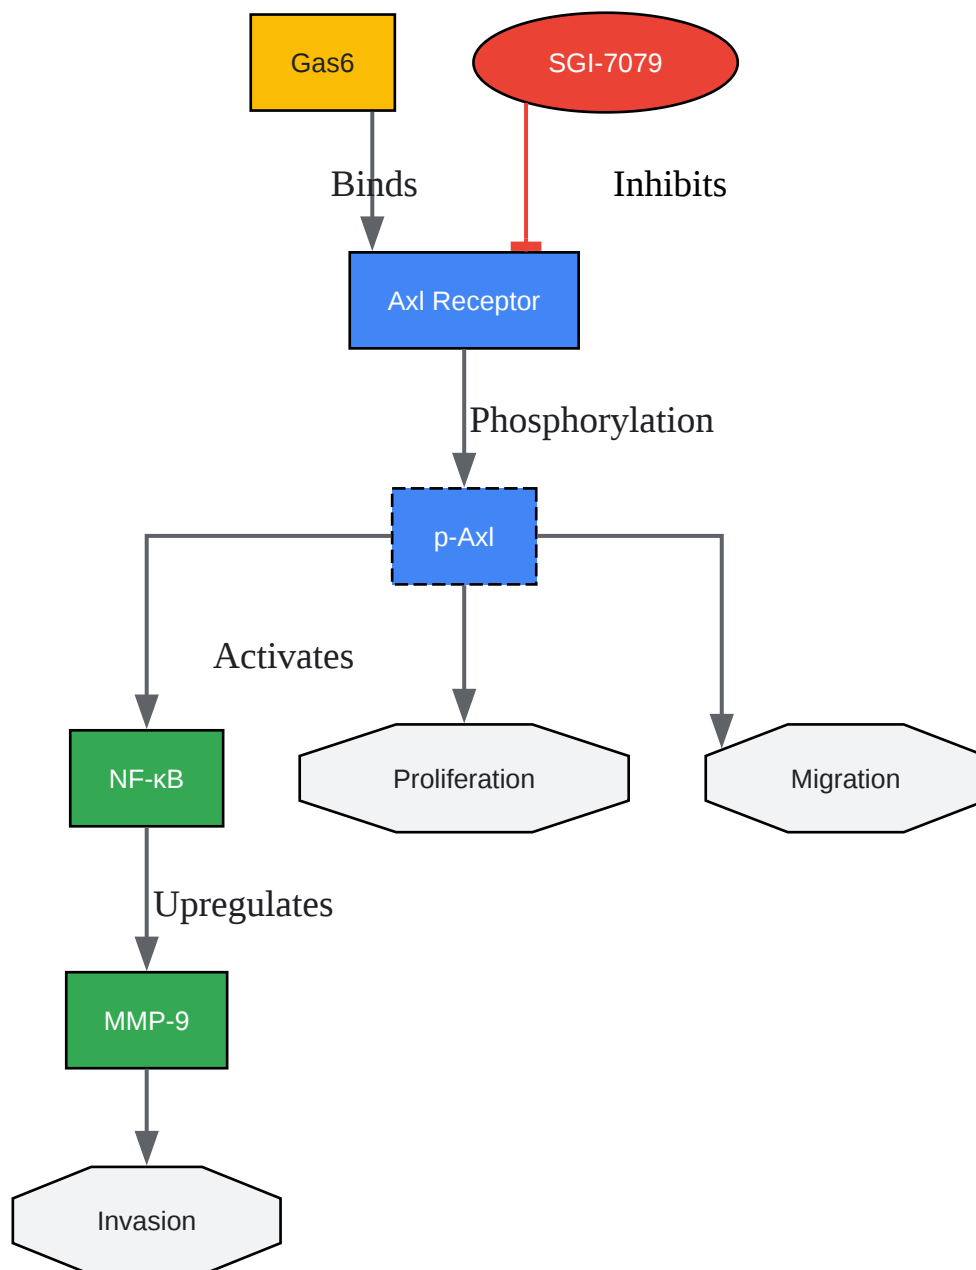 Gas6
SGI-7079
Binds
Inhibits
Axl Receptor
Phosphorylation
p-Axl
Activates
NF-κB
Proliferation
Migration
Upregulates
MMP-9
Invasion